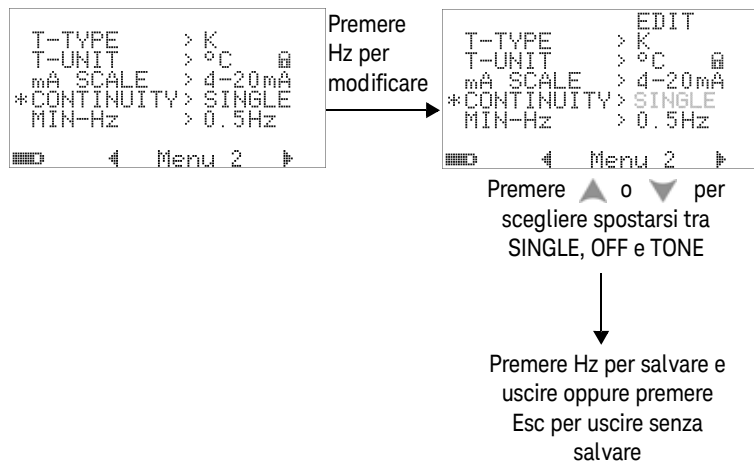 T-TYPE > K
T-UNIT > °C
mA SCALE > 4-20mA
*CONTINUITY> SINGLE
MIN-Hz > 0.5Hz
Menu 2
Premere
Hz per
modificare
EDIT
T-TYPE > K
T-UNIT > °C
mA SCALE > 4-20mA
*CONTINUITY> SINGLE
MIN-Hz > 0.5Hz
Menu 2
Premere o per
scegliere spostarsi tra
SINGLE, OFF e TONE
Premere Hz per salvare e
uscire oppure premere
Esc per uscire senza
salvare